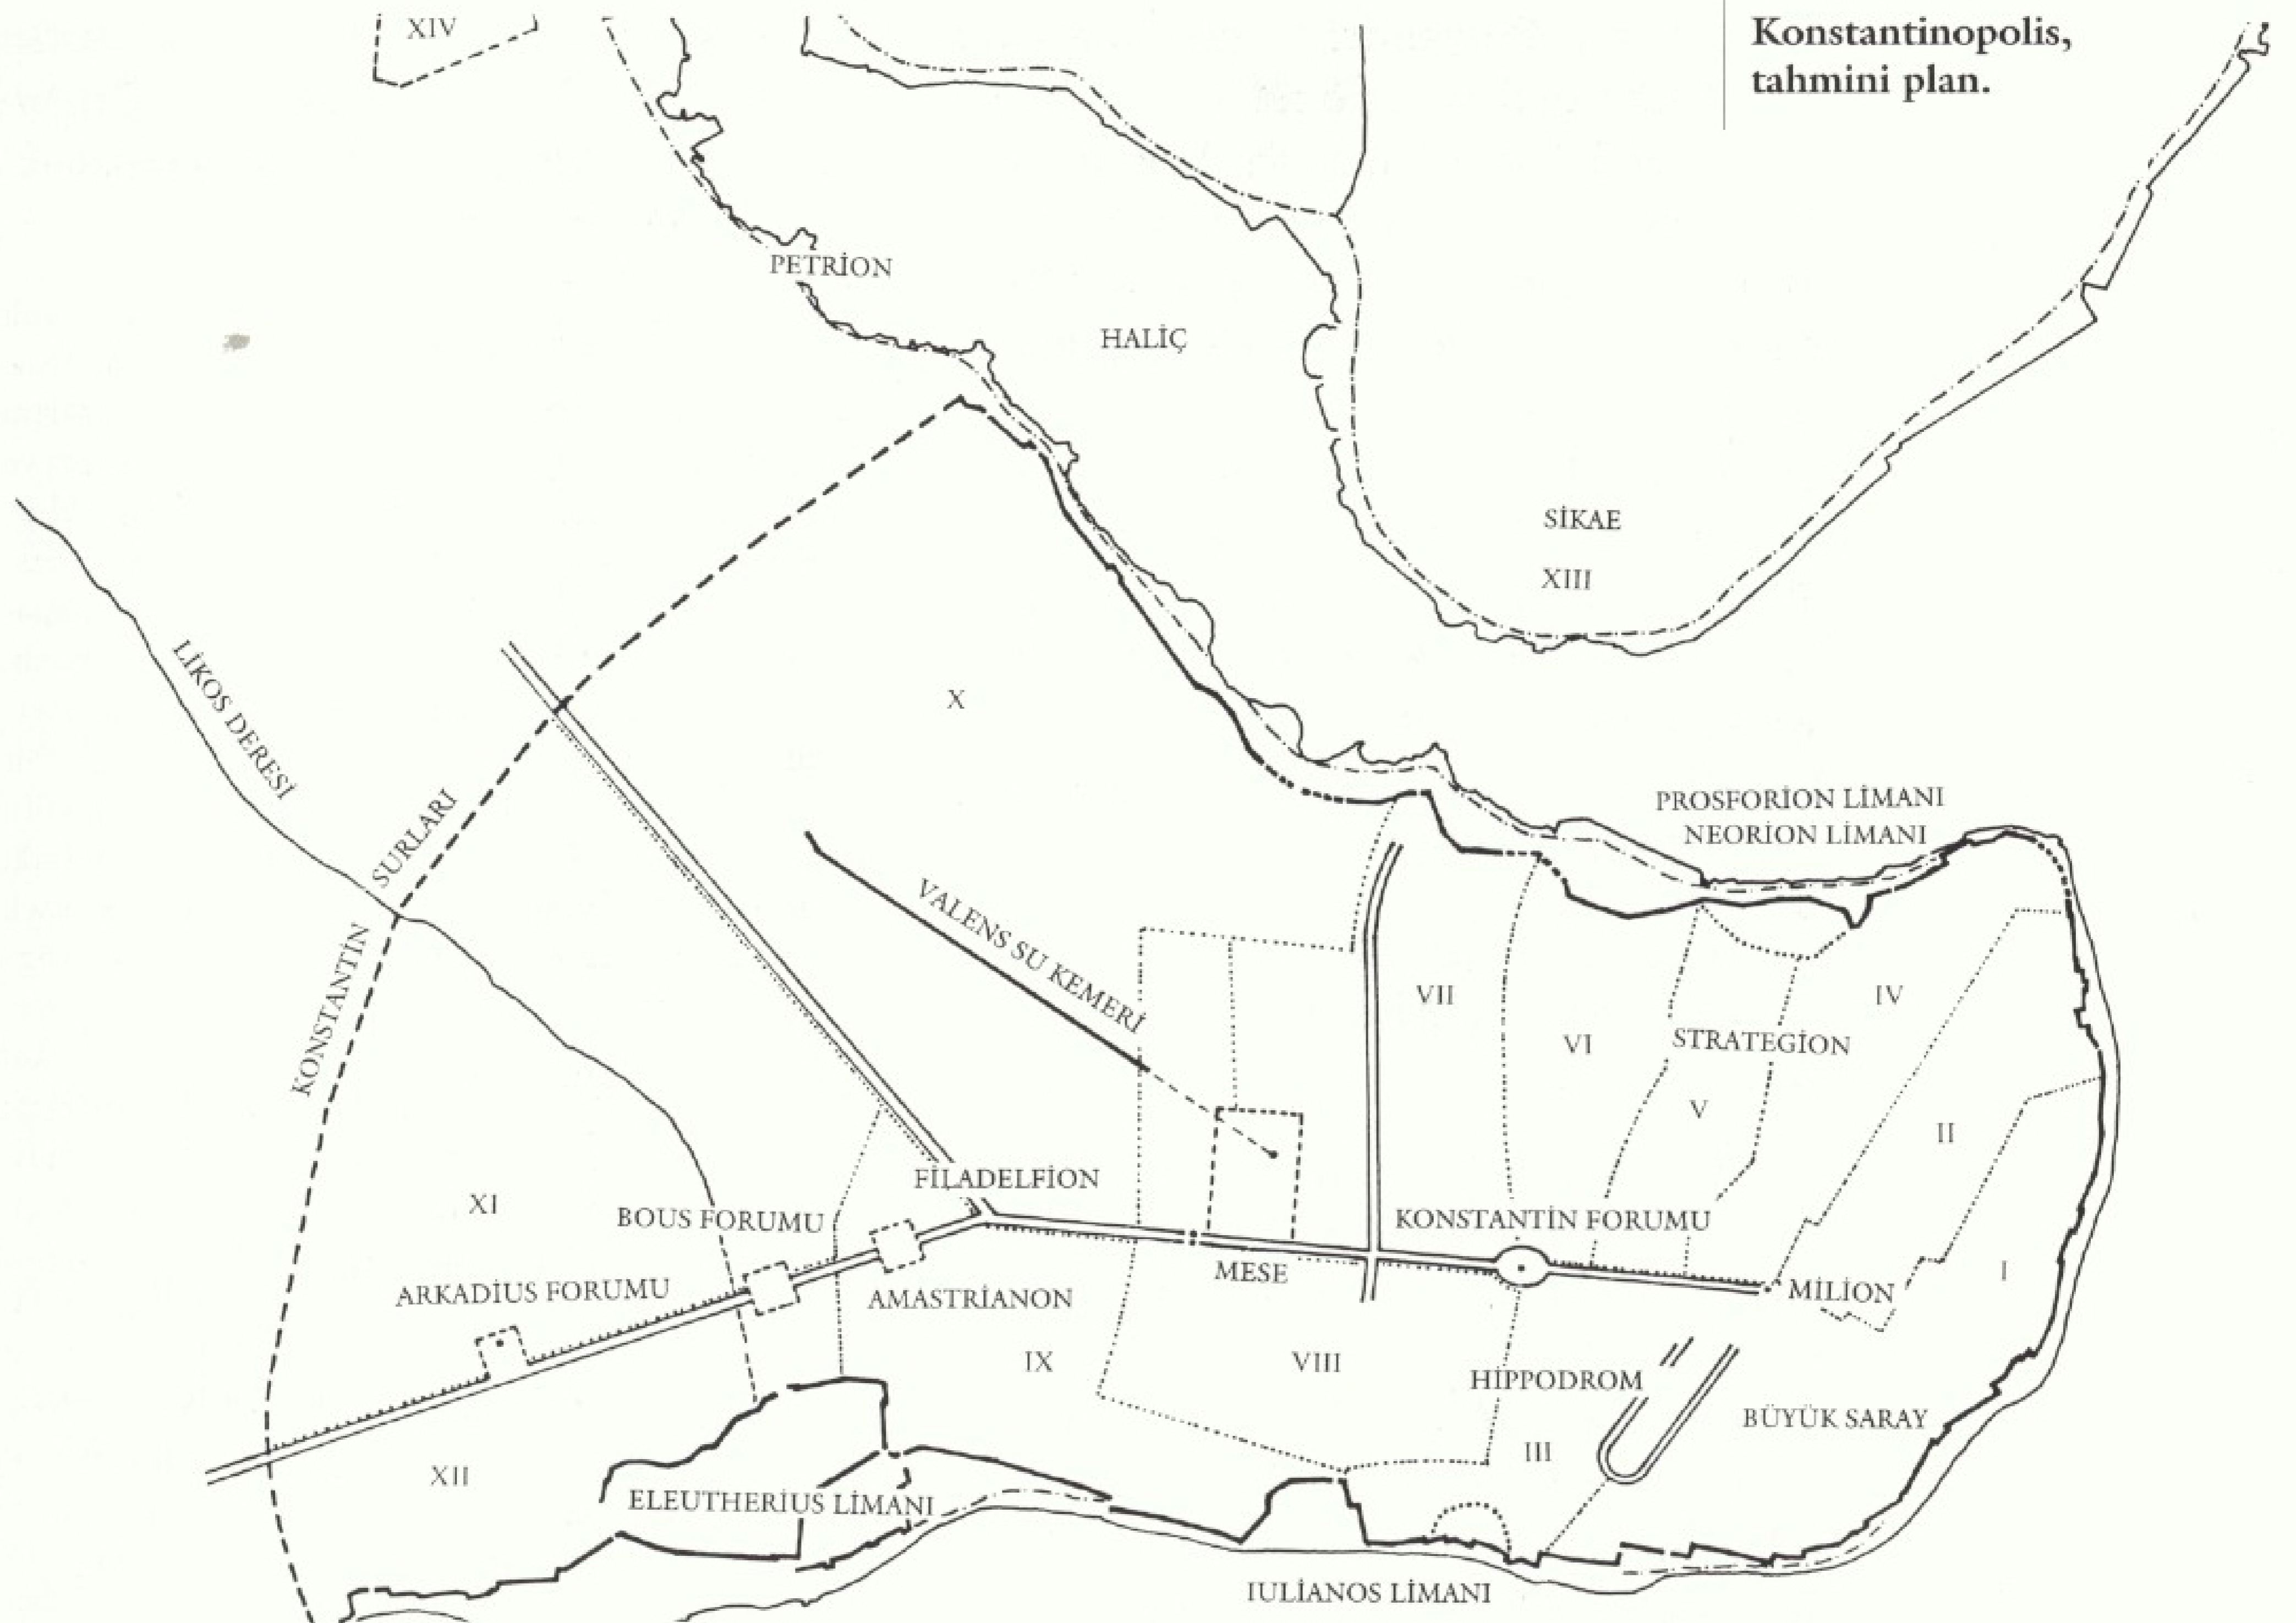 XIV
Konstantinopolis,
tahmini plan.
PETRİON
HALİÇ
SİKAE
XIII
LİKOS DERESİ
X
KONSTANTİN SURLARI
PROSFORİON LİMANI
NEORİON LİMANI
VALENS SU KEMERİ
VII
IV
VI
STRATEGİON
V
II
FİLADELFİON
XI
BOUS FORUMU
KONSTANTİN FORUMU
MESE
I
ARKADİUS FORUMU
AMASTRİANON
MİLİON
IX
VIII
HİPPODROM
BÜYÜK SARAY
III
XII
ELEUTHERİUS LİMANI
IULİANOS LİMANI